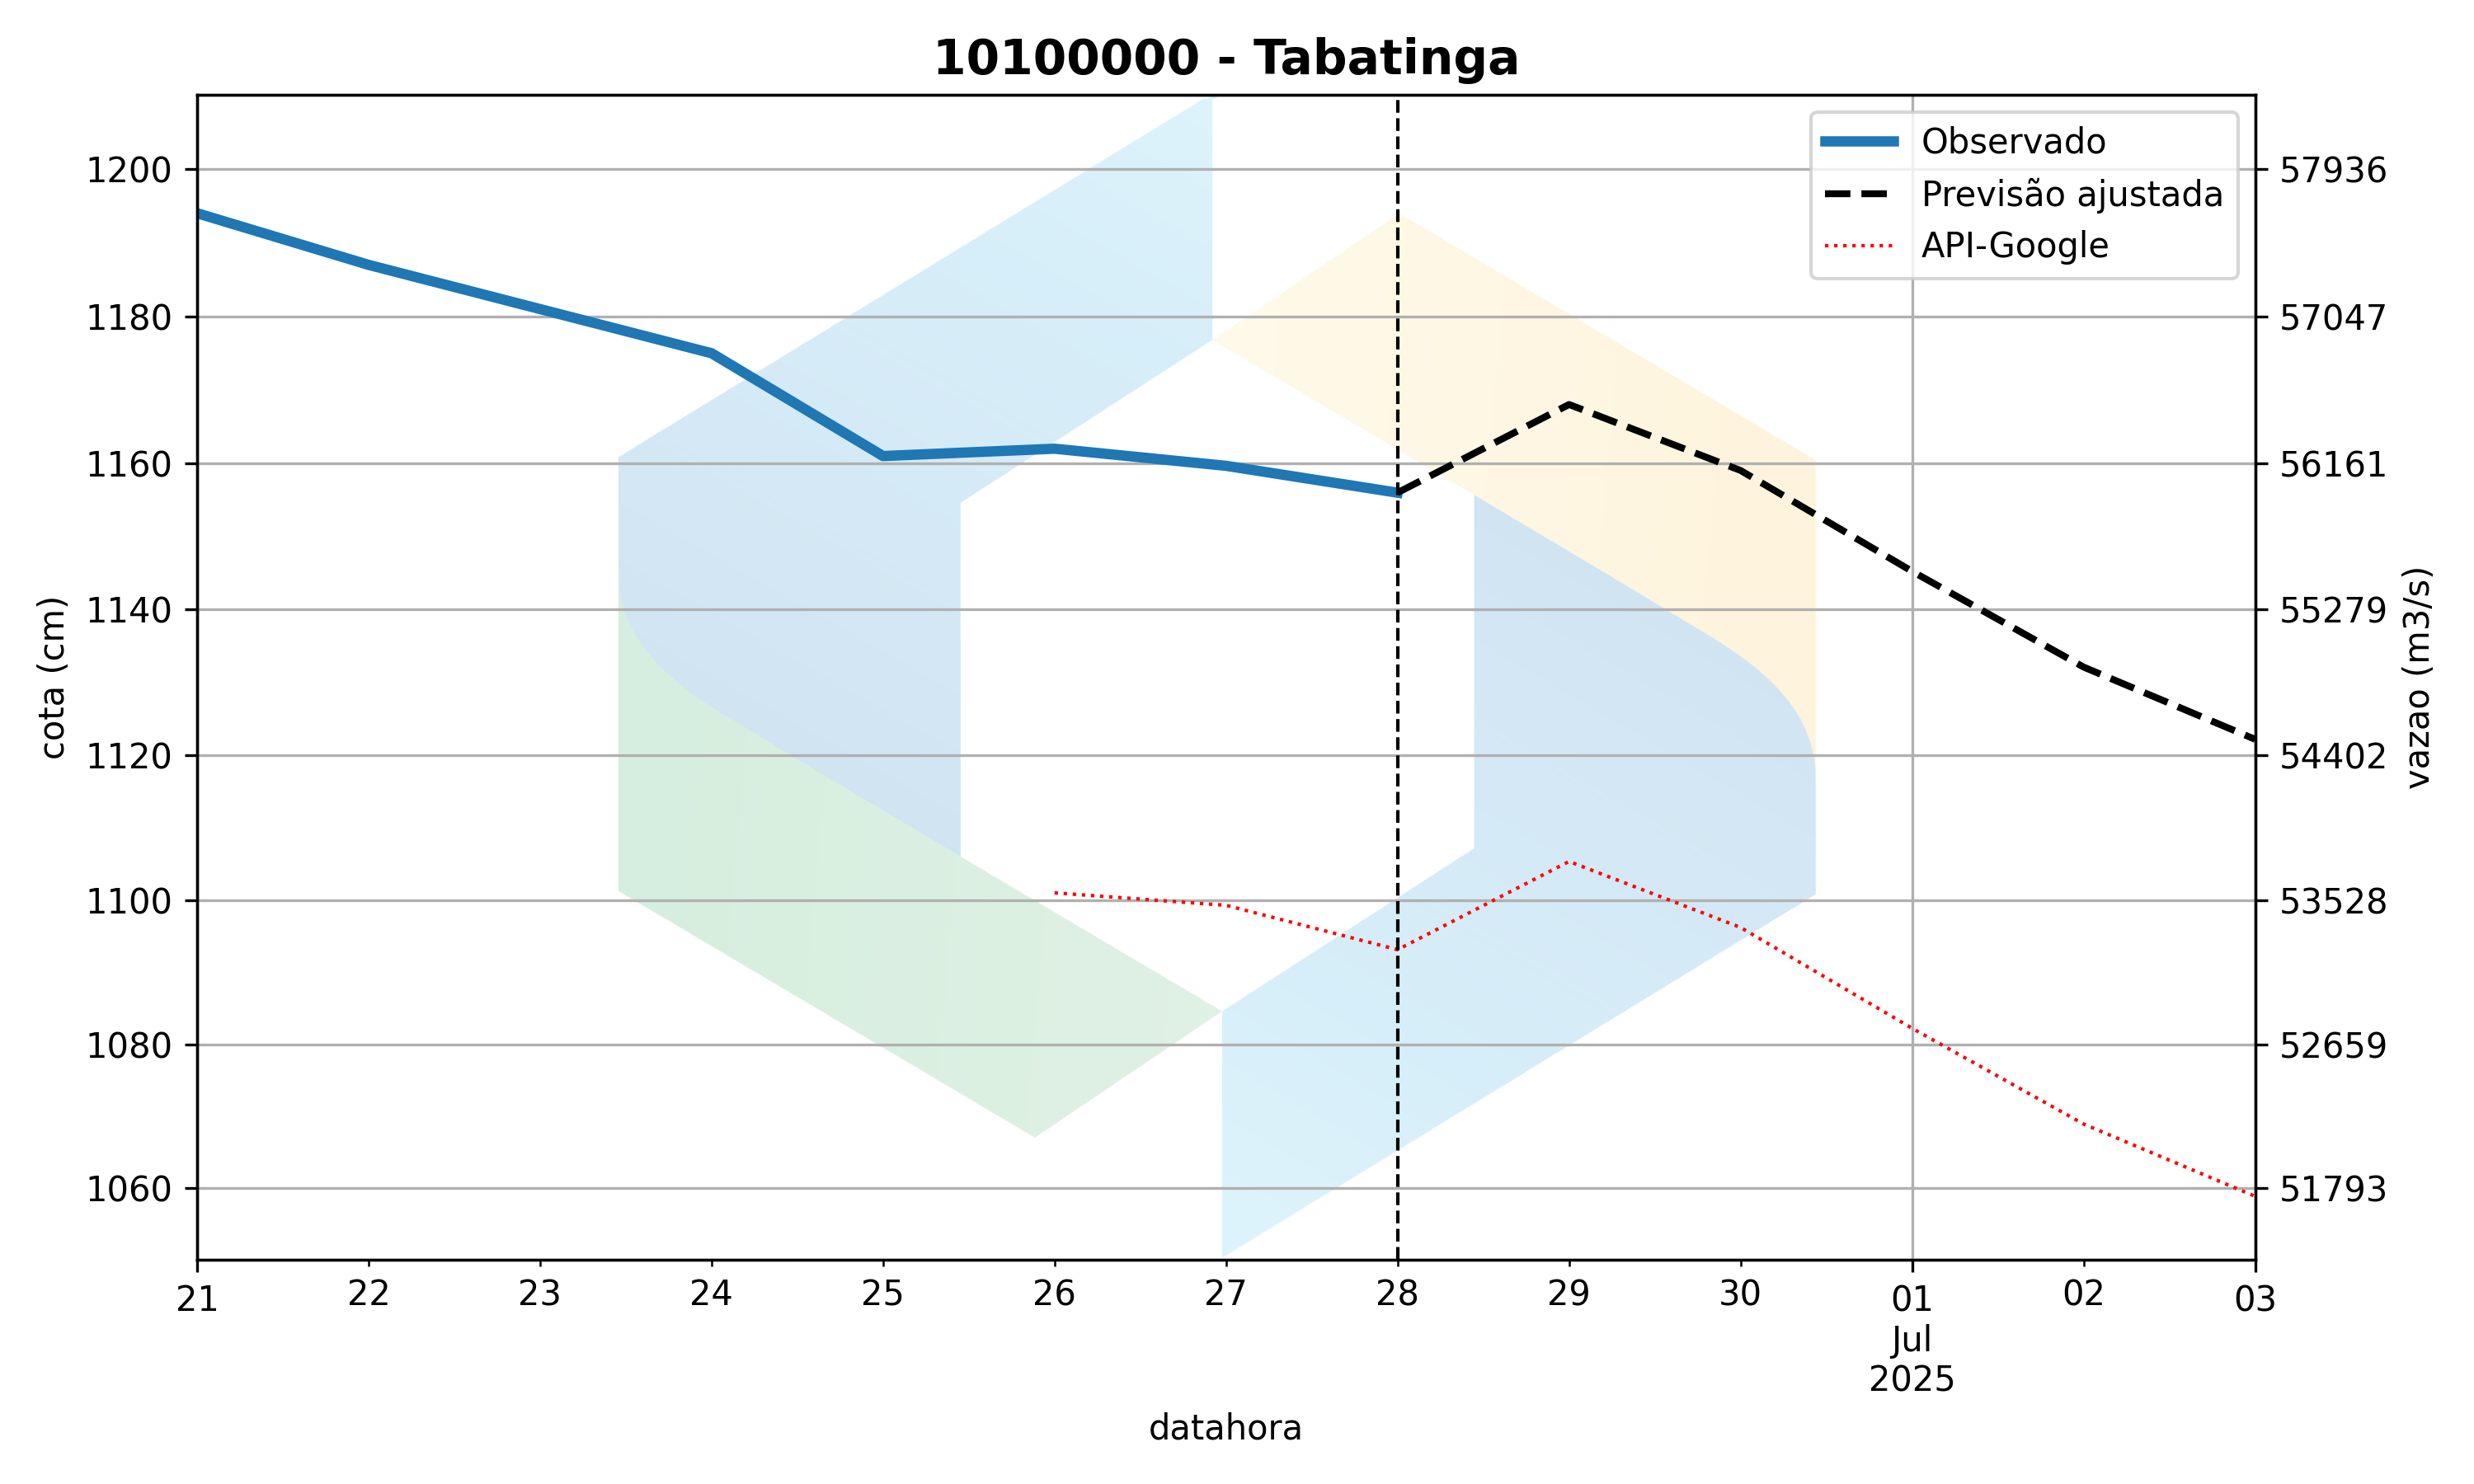 10100000 - Tabatinga
Observado
Previsão ajustada
API-Google
cota (cm)
1200
1180
1160
1140
1120
1100
1080
1060
57936
57047
56161
55279
54402
53528
52659
51793
vazao (m3/s)
21 22 23 24 25 26 27 28 29 30 01 02 03
Jul
2025
datahora